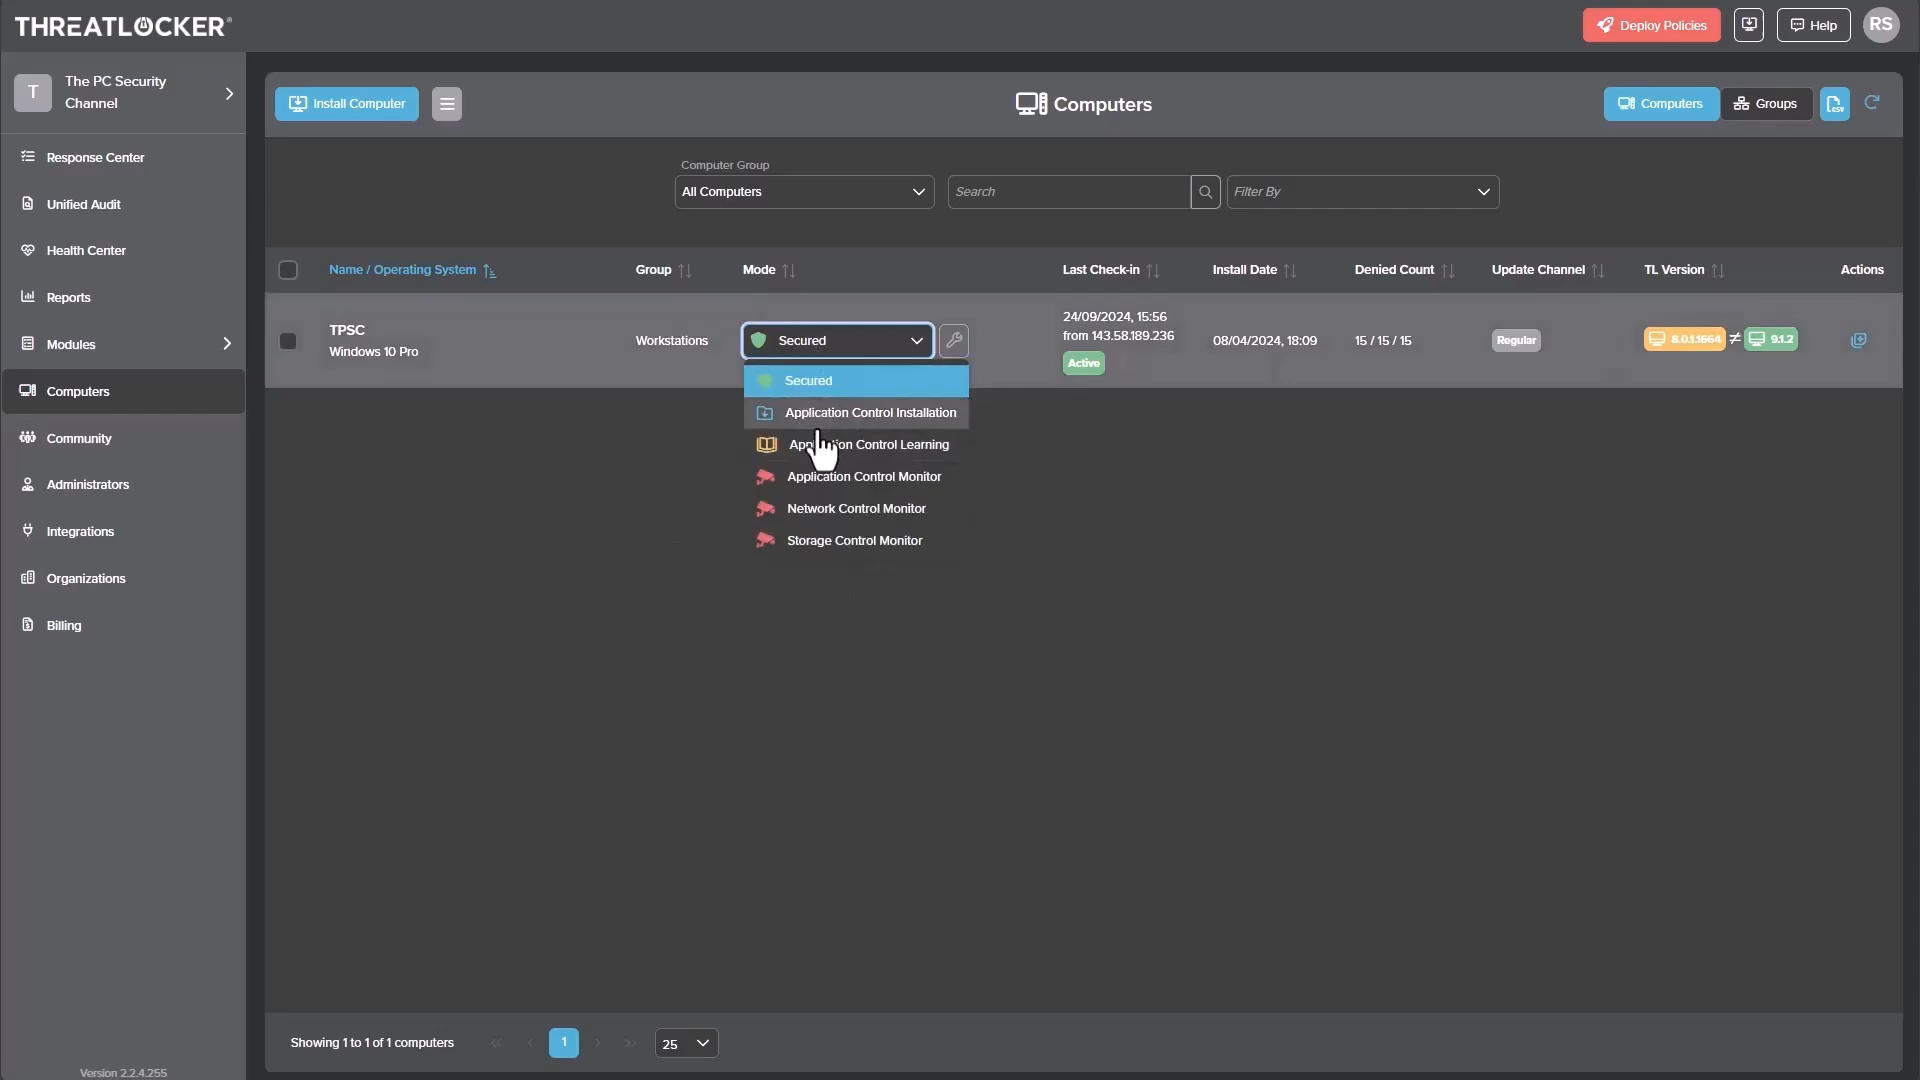 THREATLOCKER®
Deploy Policies
Help
RS
T
The PC Security
Channel
Install Computer
Computers
Computers
Groups
CSV
Response Center
Unified Audit
Health Center
Reports
Modules
Computers
Community
Administrators
Integrations
Organizations
Billing
Version 2.2.4.255
Computer Group
All Computers
Search
Filter By
Name / Operating System
Group
Mode
Last Check-in
Install Date
Denied Count
Update Channel
TL Version
Actions
TPSC
Windows 10 Pro
Workstations
Secured
24/09/2024, 15:56
from 143.58.189.236
Active
08/04/2024, 18:09
15 / 15 / 15
Regular
8.0.1.1664 ≠ 9.1.2
Secured
Application Control Installation
Application Control Learning
Application Control Monitor
Network Control Monitor
Storage Control Monitor
Showing 1 to 1 of 1 computers
« ‹ 1 › »
25